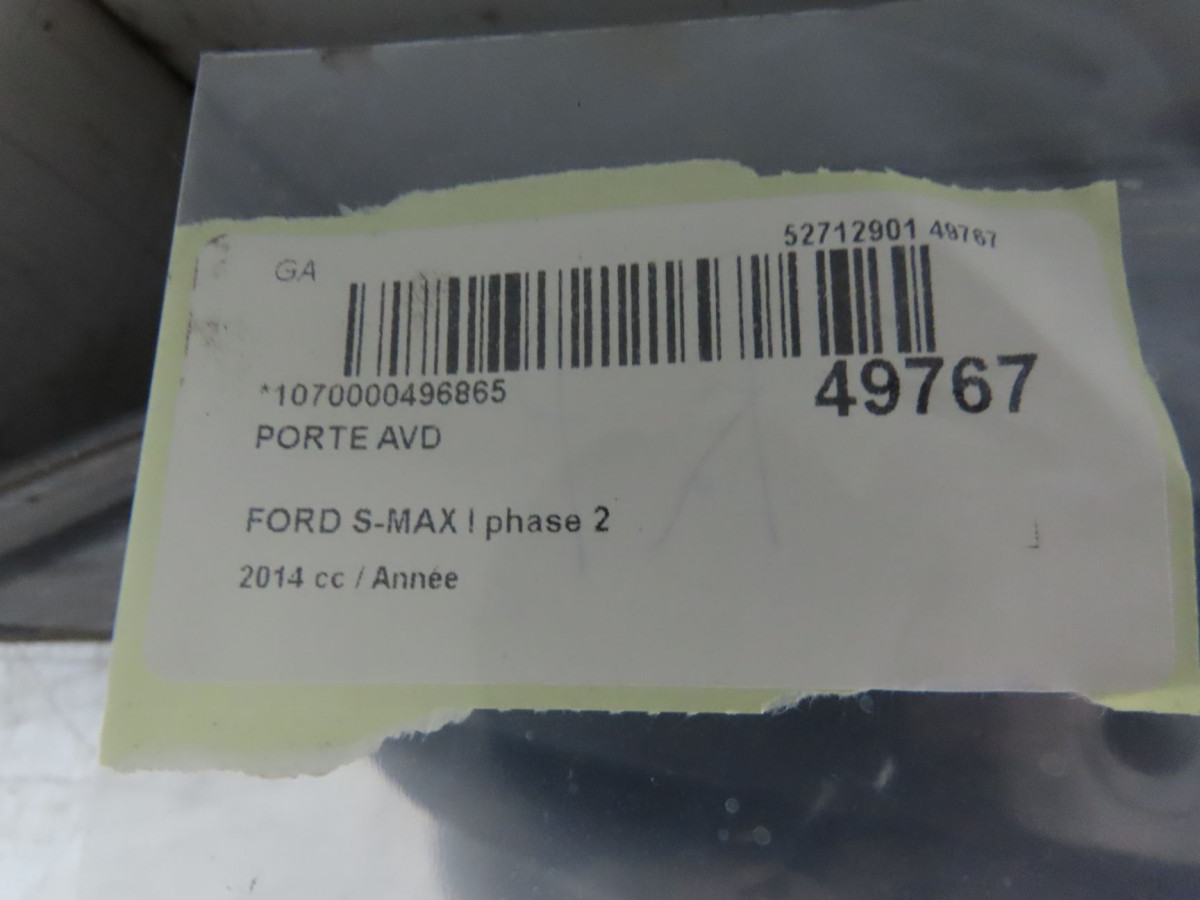 52712901 49767
GA
*1070000496865
49767
PORTE AVD
FORD S-MAX I phase 2
2014 cc / Année